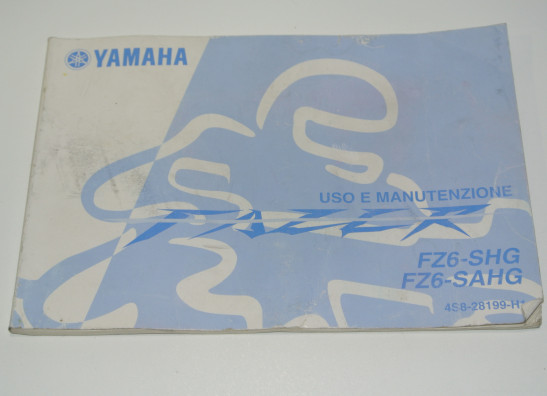 YAMAHA
USO E MANUTENZIONE
FAZER
FZ6-SHG
FZ6-SAHG
4S8-28199-H*